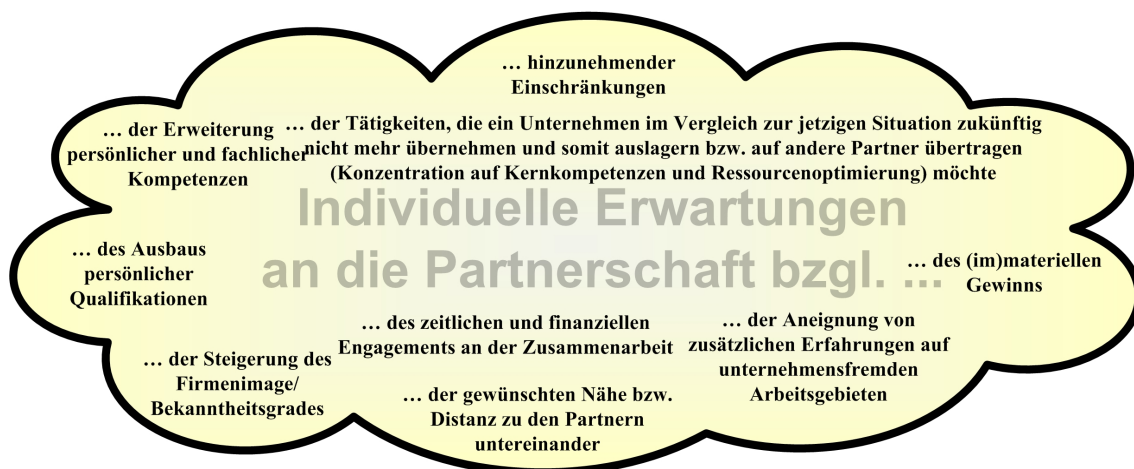 … hinzunehmender
Einschränkungen
… der Erweiterung
persönlicher und fachlicher
Kompetenzen
… der Tätigkeiten, die ein Unternehmen im Vergleich zur jetzigen Situation zukünftig
nicht mehr übernehmen und somit auslagern bzw. auf andere Partner übertragen
(Konzentration auf Kernkompetenzen und Ressourcenoptimierung) möchte
Individuelle Erwartungen
an die Partnerschaft bzgl. ...
… des Ausbaus
persönlicher
Qualifikationen
… des (im)materiellen
Gewinns
… des zeitlichen und finanziellen
Engagements an der Zusammenarbeit
… der Aneignung von
zusätzlichen Erfahrungen auf
unternehmensfremden
Arbeitsgebieten
… der Steigerung des
Firmenimage/
Bekanntheitsgrades
… der gewünschten Nähe bzw.
Distanz zu den Partnern
untereinander